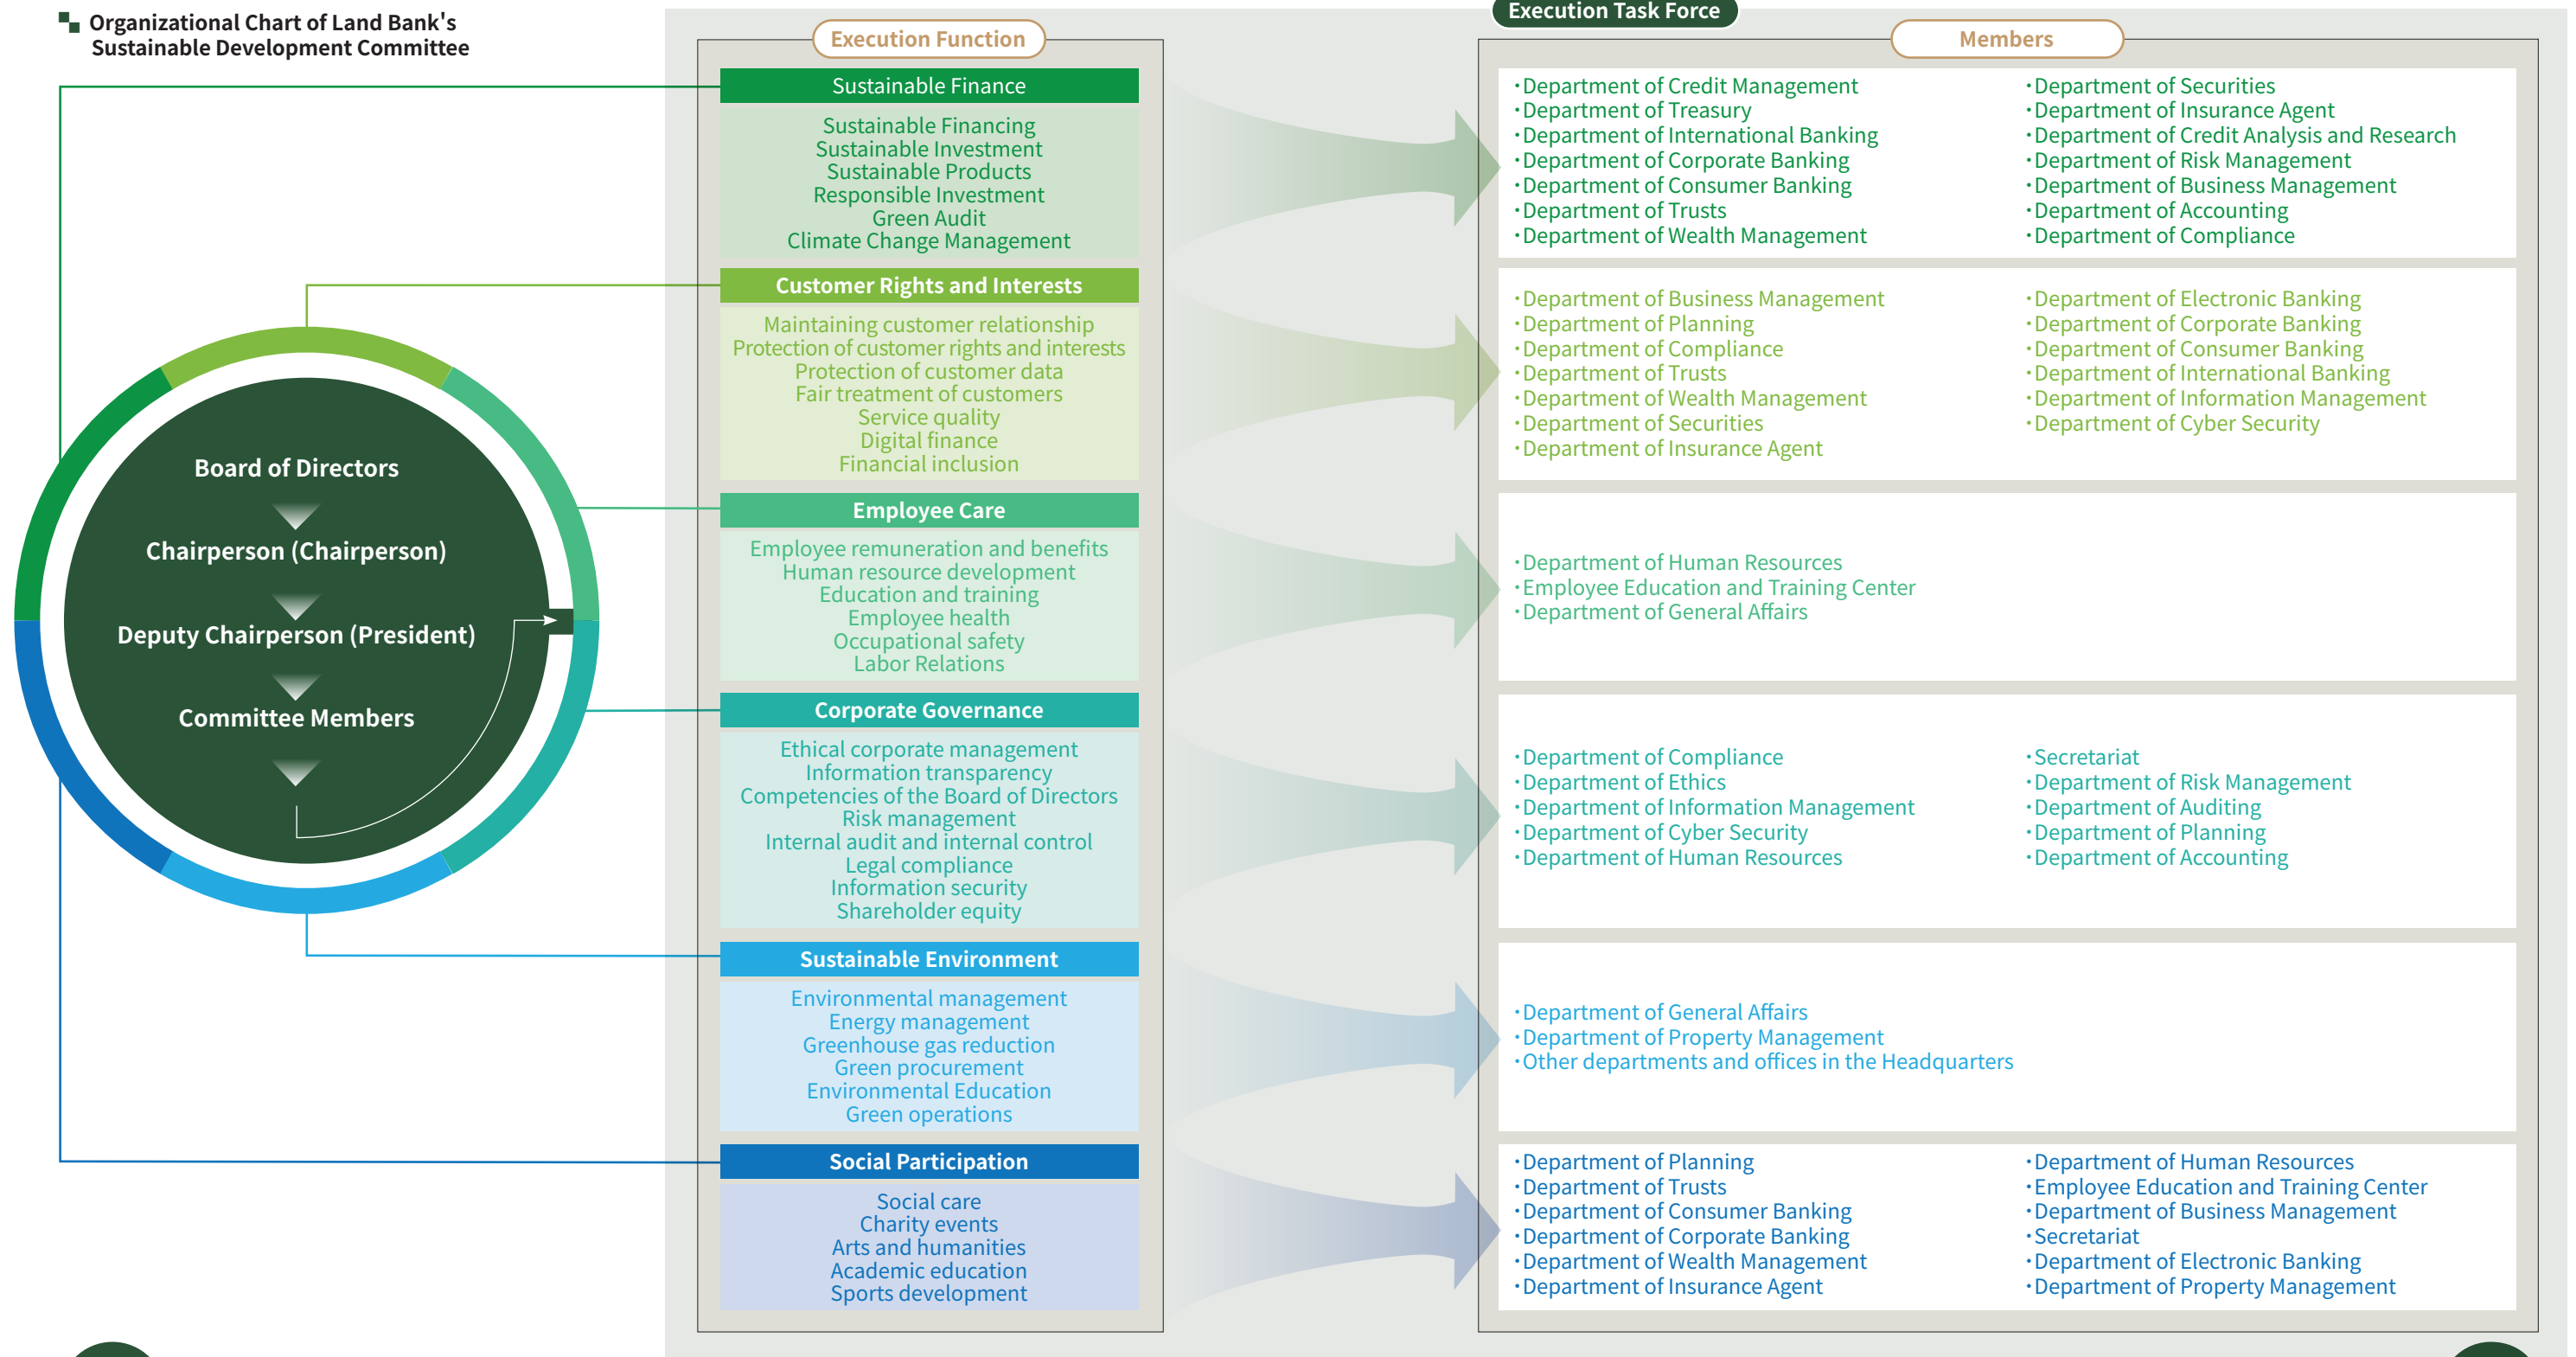 Organizational Chart of Land Bank's
Sustainable Development Committee
Board of Directors
Chairperson (Chairperson)
Deputy Chairperson (President)
Committee Members
Execution Task Force
Execution Function
Members
Sustainable Finance
Sustainable Financing
Sustainable Investment
Sustainable Products
Responsible Investment
Green Audit
Climate Change Management
·Department of Credit Management
·Department of Treasury
·Department of International Banking
·Department of Corporate Banking
·Department of Consumer Banking
·Department of Trusts
·Department of Wealth Management
·Department of Securities
·Department of Insurance Agent
·Department of Credit Analysis and Research
·Department of Risk Management
·Department of Business Management
·Department of Accounting
·Department of Compliance
Customer Rights and Interests
Maintaining customer relationship
Protection of customer rights and interests
Protection of customer data
Fair treatment of customers
Service quality
Digital finance
Financial inclusion
·Department of Business Management
·Department of Planning
·Department of Compliance
·Department of Trusts
·Department of Wealth Management
·Department of Securities
·Department of Insurance Agent
·Department of Electronic Banking
·Department of Corporate Banking
·Department of Consumer Banking
·Department of International Banking
·Department of Information Management
·Department of Cyber Security
Employee Care
Employee remuneration and benefits
Human resource development
Education and training
Employee health
Occupational safety
Labor Relations
·Department of Human Resources
·Employee Education and Training Center
·Department of General Affairs
Corporate Governance
Ethical corporate management
Information transparency
Competencies of the Board of Directors
Risk management
Internal audit and internal control
Legal compliance
Information security
Shareholder equity
·Department of Compliance
·Department of Ethics
·Department of Information Management
·Department of Cyber Security
·Department of Human Resources
·Secretariat
·Department of Risk Management
·Department of Auditing
·Department of Planning
·Department of Accounting
Sustainable Environment
Environmental management
Energy management
Greenhouse gas reduction
Green procurement
Environmental Education
Green operations
·Department of General Affairs
·Department of Property Management
·Other departments and offices in the Headquarters
Social Participation
Social care
Charity events
Arts and humanities
Academic education
Sports development
·Department of Planning
·Department of Trusts
·Department of Consumer Banking
·Department of Corporate Banking
·Department of Wealth Management
·Department of Insurance Agent
·Department of Human Resources
·Employee Education and Training Center
·Department of Business Management
·Secretariat
·Department of Electronic Banking
·Department of Property Management